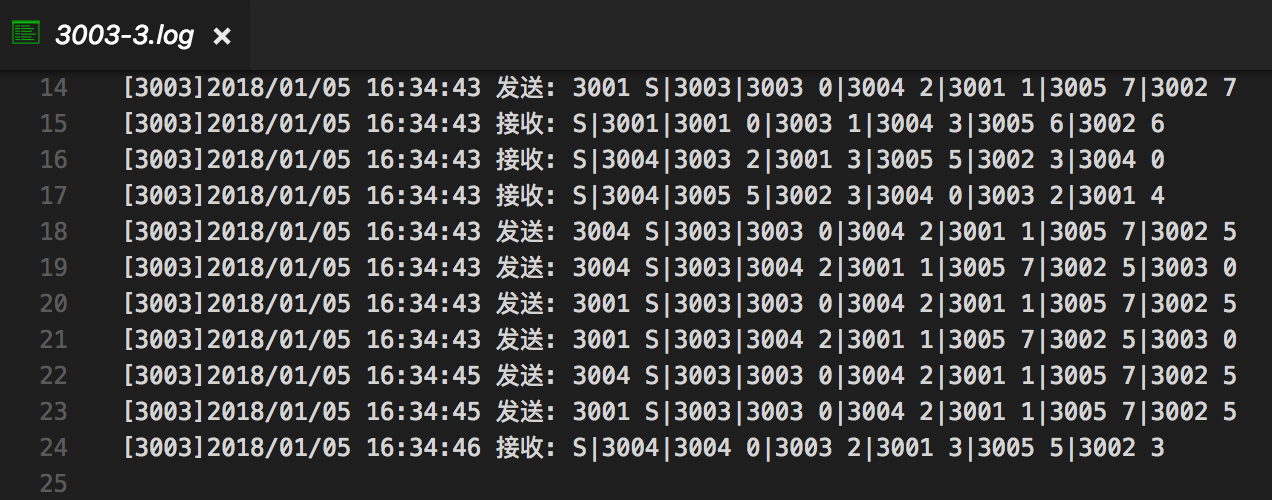 3003-3.log ×
14 [3003]2018/01/05 16:34:43 发送: 3001 S|3003|3003 0|3004 2|3001 1|3005 7|3002 7
15 [3003]2018/01/05 16:34:43 接收: S|3001|3001 0|3003 1|3004 3|3005 6|3002 6
16 [3003]2018/01/05 16:34:43 接收: S|3004|3003 2|3001 3|3005 5|3002 3|3004 0
17 [3003]2018/01/05 16:34:43 接收: S|3004|3005 5|3002 3|3004 0|3003 2|3001 4
18 [3003]2018/01/05 16:34:43 发送: 3004 S|3003|3003 0|3004 2|3001 1|3005 7|3002 5
19 [3003]2018/01/05 16:34:43 发送: 3004 S|3003|3004 2|3001 1|3005 7|3002 5|3003 0
20 [3003]2018/01/05 16:34:43 发送: 3001 S|3003|3003 0|3004 2|3001 1|3005 7|3002 5
21 [3003]2018/01/05 16:34:43 发送: 3001 S|3003|3004 2|3001 1|3005 7|3002 5|3003 0
22 [3003]2018/01/05 16:34:45 发送: 3004 S|3003|3003 0|3004 2|3001 1|3005 7|3002 5
23 [3003]2018/01/05 16:34:45 发送: 3001 S|3003|3003 0|3004 2|3001 1|3005 7|3002 5
24 [3003]2018/01/05 16:34:46 接收: S|3004|3004 0|3003 2|3001 3|3005 5|3002 3
25